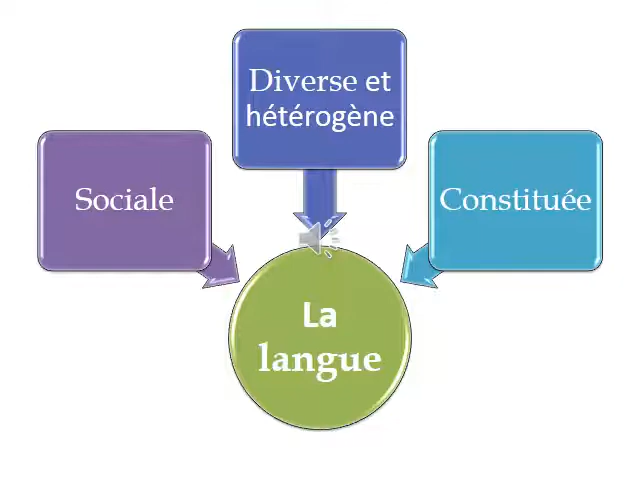 Diverse et
hétérogène
Sociale
Constituée
La
langue